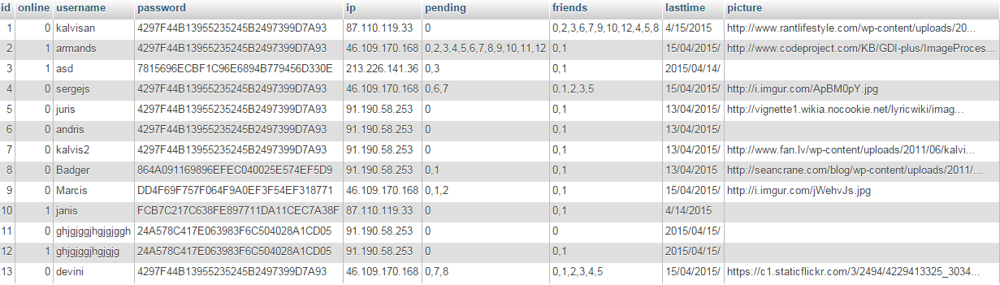 id online username password ip pending friends lasttime picture
1 0 kalvisan 4297F44B13955235245B2497399D7A93 87.110.119.33 0 0,2,3,6,7,9,10,12,4,5,8 4/15/2015 http://www.rantlifestyle.com/wp-content/uploads/20...
2 1 armands 4297F44B13955235245B2497399D7A93 46.109.170.168 0,2,3,4,5,6,7,8,9,10,11,12 0,1 15/04/2015/ http://www.codeproject.com/KB/GDI-plus/ImageProces...
3 1 asd 7815696ECBF1C96E6894B779456D330E 213.226.141.36 0,3 0,1 2015/04/14/
4 0 sergejs 4297F44B13955235245B2497399D7A93 46.109.170.168 0,6,7 0,1,2,3,5 15/04/2015/ http://i.imgur.com/ApBM0pY.jpg
5 0 juris 4297F44B13955235245B2497399D7A93 91.190.58.253 0 0,1 13/04/2015/ http://vignette1.wikia.nocookie.net/lyricwiki/imag...
6 0 andris 4297F44B13955235245B2497399D7A93 91.190.58.253 0 0,1 13/04/2015/
7 0 kalvis2 4297F44B13955235245B2497399D7A93 91.190.58.253 0 0,1 13/04/2015/ http://www.fan.lv/wp-content/uploads/2011/06/kalvi...
8 0 Badger 864A091169896EFEC040025E574EF5D9 91.190.58.253 0,1 0,1 13/04/2015 http://seancrane.com/blog/wp-content/uploads/2011/...
9 0 Marcis DD4F69F757F064F9A0EF3F54EF318771 46.109.170.168 0,1,2 0,1 15/04/2015/ http://i.imgur.com/jWehvJs.jpg
10 1 janis FCB7C217C638FE897711DA11CEC7A38F 87.110.119.33 0 0,1 4/14/2015
11 0 ghjgjggjhgjgjggh 24A578C417E063983F6C504028A1CD05 91.190.58.253 0 0 2015/04/15/
12 1 ghjgjggjhgjgjg 24A578C417E063983F6C504028A1CD05 91.190.58.253 0 0,1 2015/04/15/
13 0 devini 4297F44B13955235245B2497399D7A93 46.109.170.168 0,7,8 0,1,2,3,4,5 15/04/2015/ https://c1.staticflickr.com/3/2494/4229413325_3034...